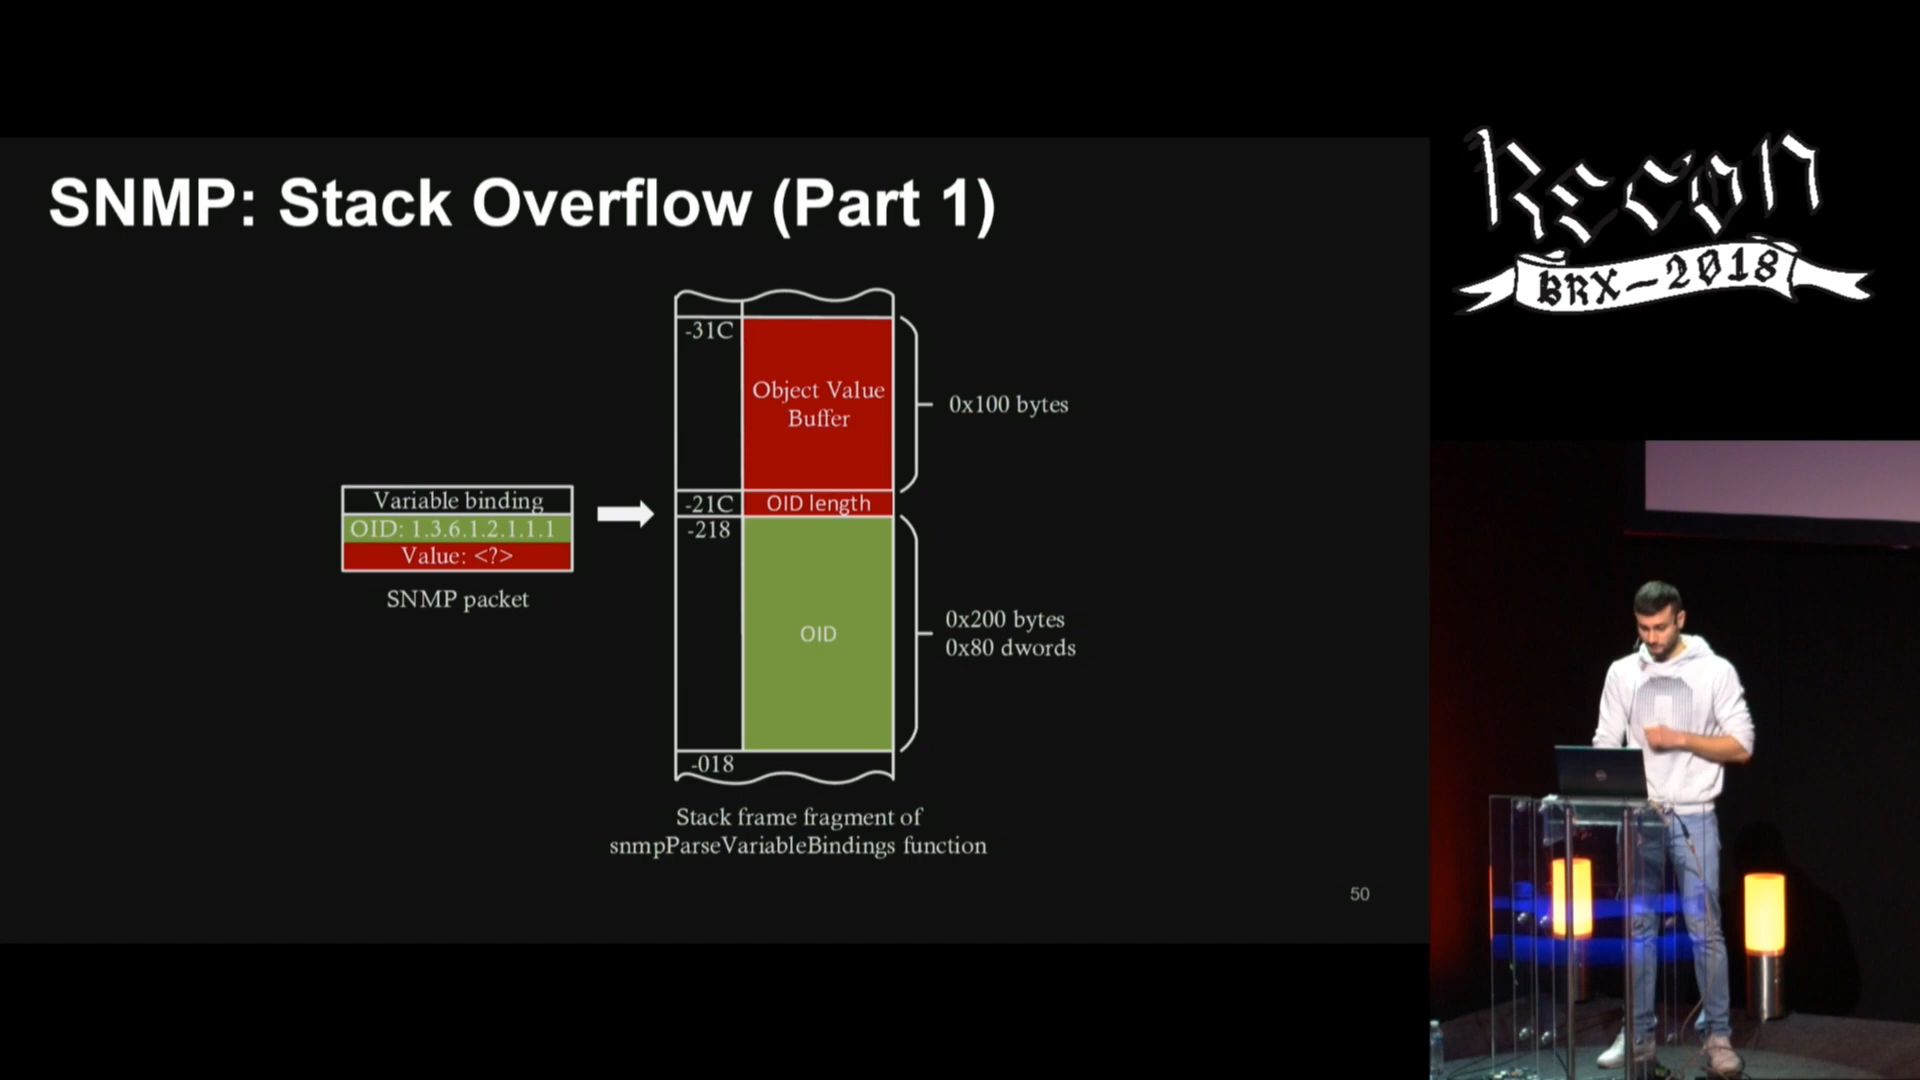 SNMP: Stack Overflow (Part 1)
-31C
Object Value
Buffer
0x100 bytes
Variable binding
OID: 1.3.6.1.2.1.1.1
Value: <?>
SNMP packet
-21C
OID length
-218
OID
0x200 bytes
0x80 dwords
-018
Stack frame fragment of
snmpParseVariableBindings function
50
Recon
BRX-2018